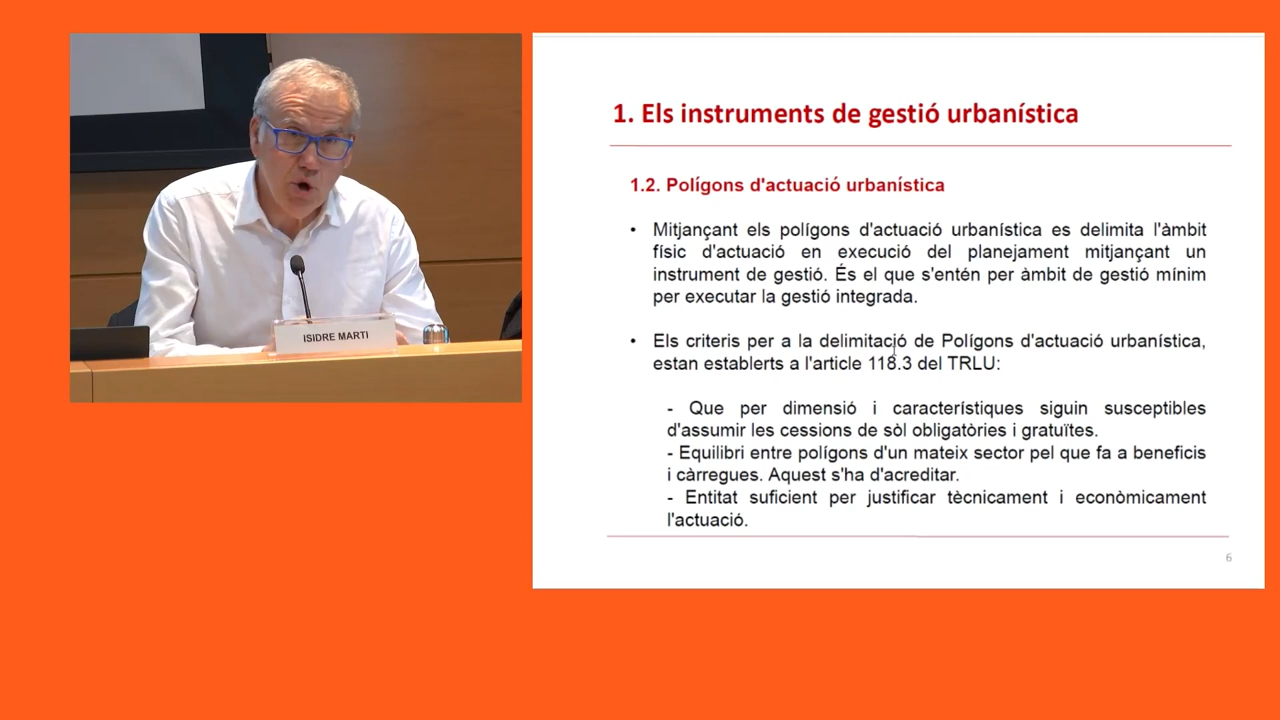 ISIDRE MARTI
1. Els instruments de gestió urbanística
1.2. Polígons d'actuació urbanística
• Mitjançant els polígons d'actuació urbanística es delimita l'àmbit
físic d'actuació en execució del planejament mitjançant un
instrument de gestió. És el que s'entén per àmbit de gestió mínim
per executar la gestió integrada.
• Els criteris per a la delimitació de Polígons d'actuació urbanística,
estan establerts a l'article 118.3 del TRLU:
- Que per dimensió i característiques siguin susceptibles
d'assumir les cessions de sòl obligatòries i gratuïtes.
- Equilibri entre polígons d'un mateix sector pel que fa a beneficis
i càrregues. Aquest s'ha d'acreditar.
- Entitat suficient per justificar tècnicament i econòmicament
l'actuació.
6